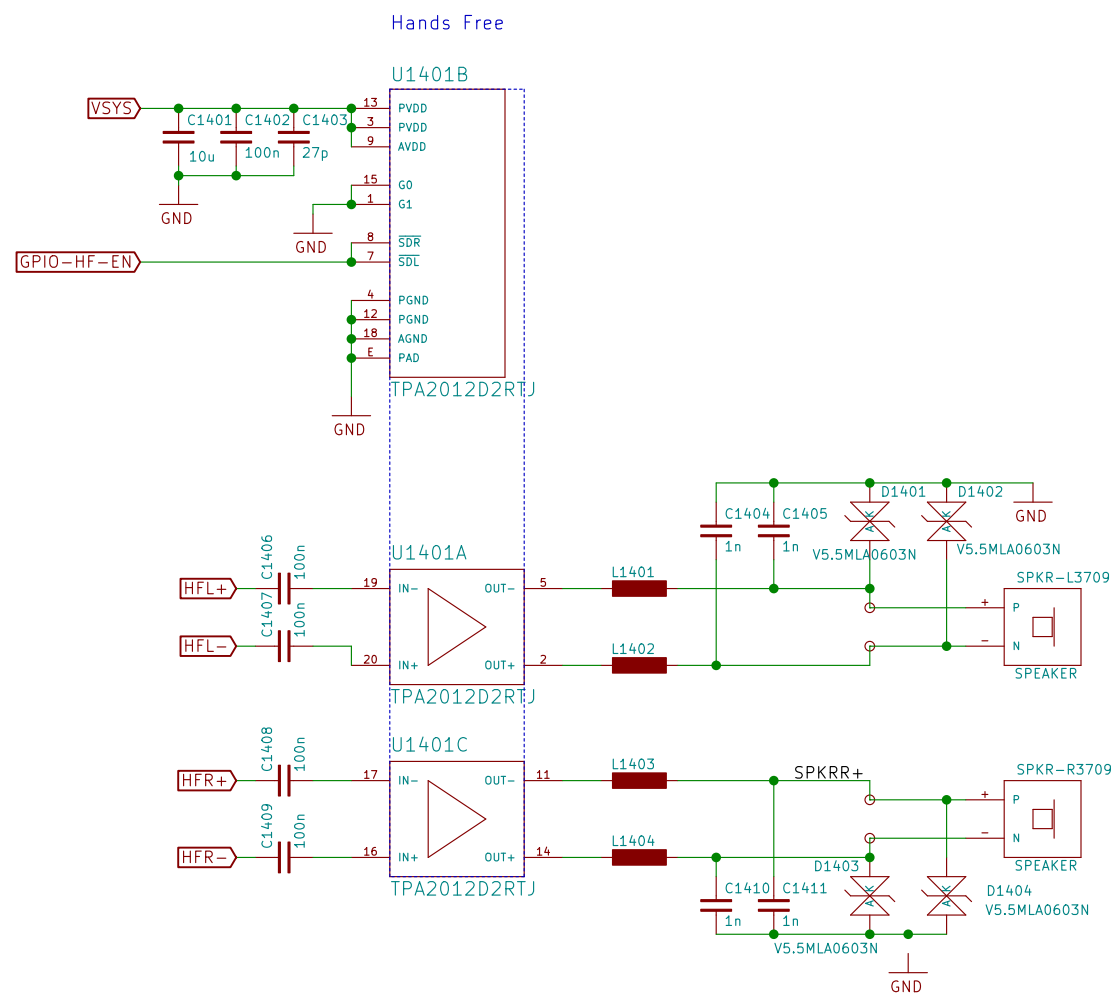 Hands Free
U1401B
VSYS
C1401
C1402
C1403
10u
100n
27p
GND
13 PVDD
3 PVDD
9 AVDD
15 G0
1 G1
GND
8 SDR
GPIO-HF-EN
7 SDL
4 PGND
12 PGND
18 AGND
E PAD
TPA2012D2RTJ
GND
D1401
D1402
GND
C1404
C1405
A K
A K
1n
1n
V5.5MLA0603N
V5.5MLA0603N
U1401A
HFL+
C1406
100n
19 IN-
OUT- 5
L1401
SPKR-L3709
+ P
HFL-
C1407
100n
20 IN+
OUT+ 2
L1402
- N
SPEAKER
TPA2012D2RTJ
U1401C
HFR+
C1408
100n
17 IN-
OUT- 11
L1403
SPKRR+
SPKR-R3709
+ P
HFR-
C1409
100n
16 IN+
OUT+ 14
L1404
- N
SPEAKER
TPA2012D2RTJ
D1403
C1410
C1411
A K
A K
D1404
1n
1n
V5.5MLA0603N
V5.5MLA0603N
GND